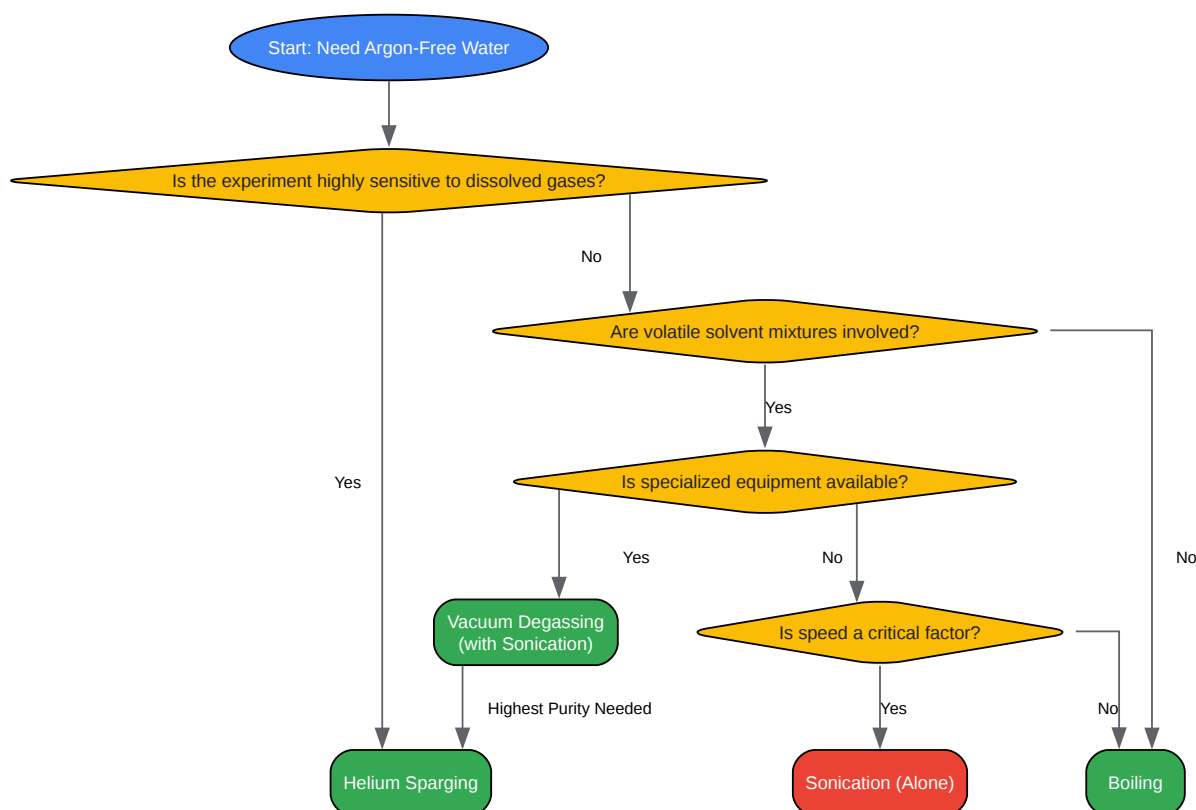 Start: Need Argon-Free Water
Is the experiment highly sensitive to dissolved gases?
No
Are volatile solvent mixtures involved?
Yes
Is specialized equipment available?
Yes
Yes
No
No
Vacuum Degassing
(with Sonication)
Is speed a critical factor?
Highest Purity Needed
Yes
No
Helium Sparging
Sonication (Alone)
Boiling